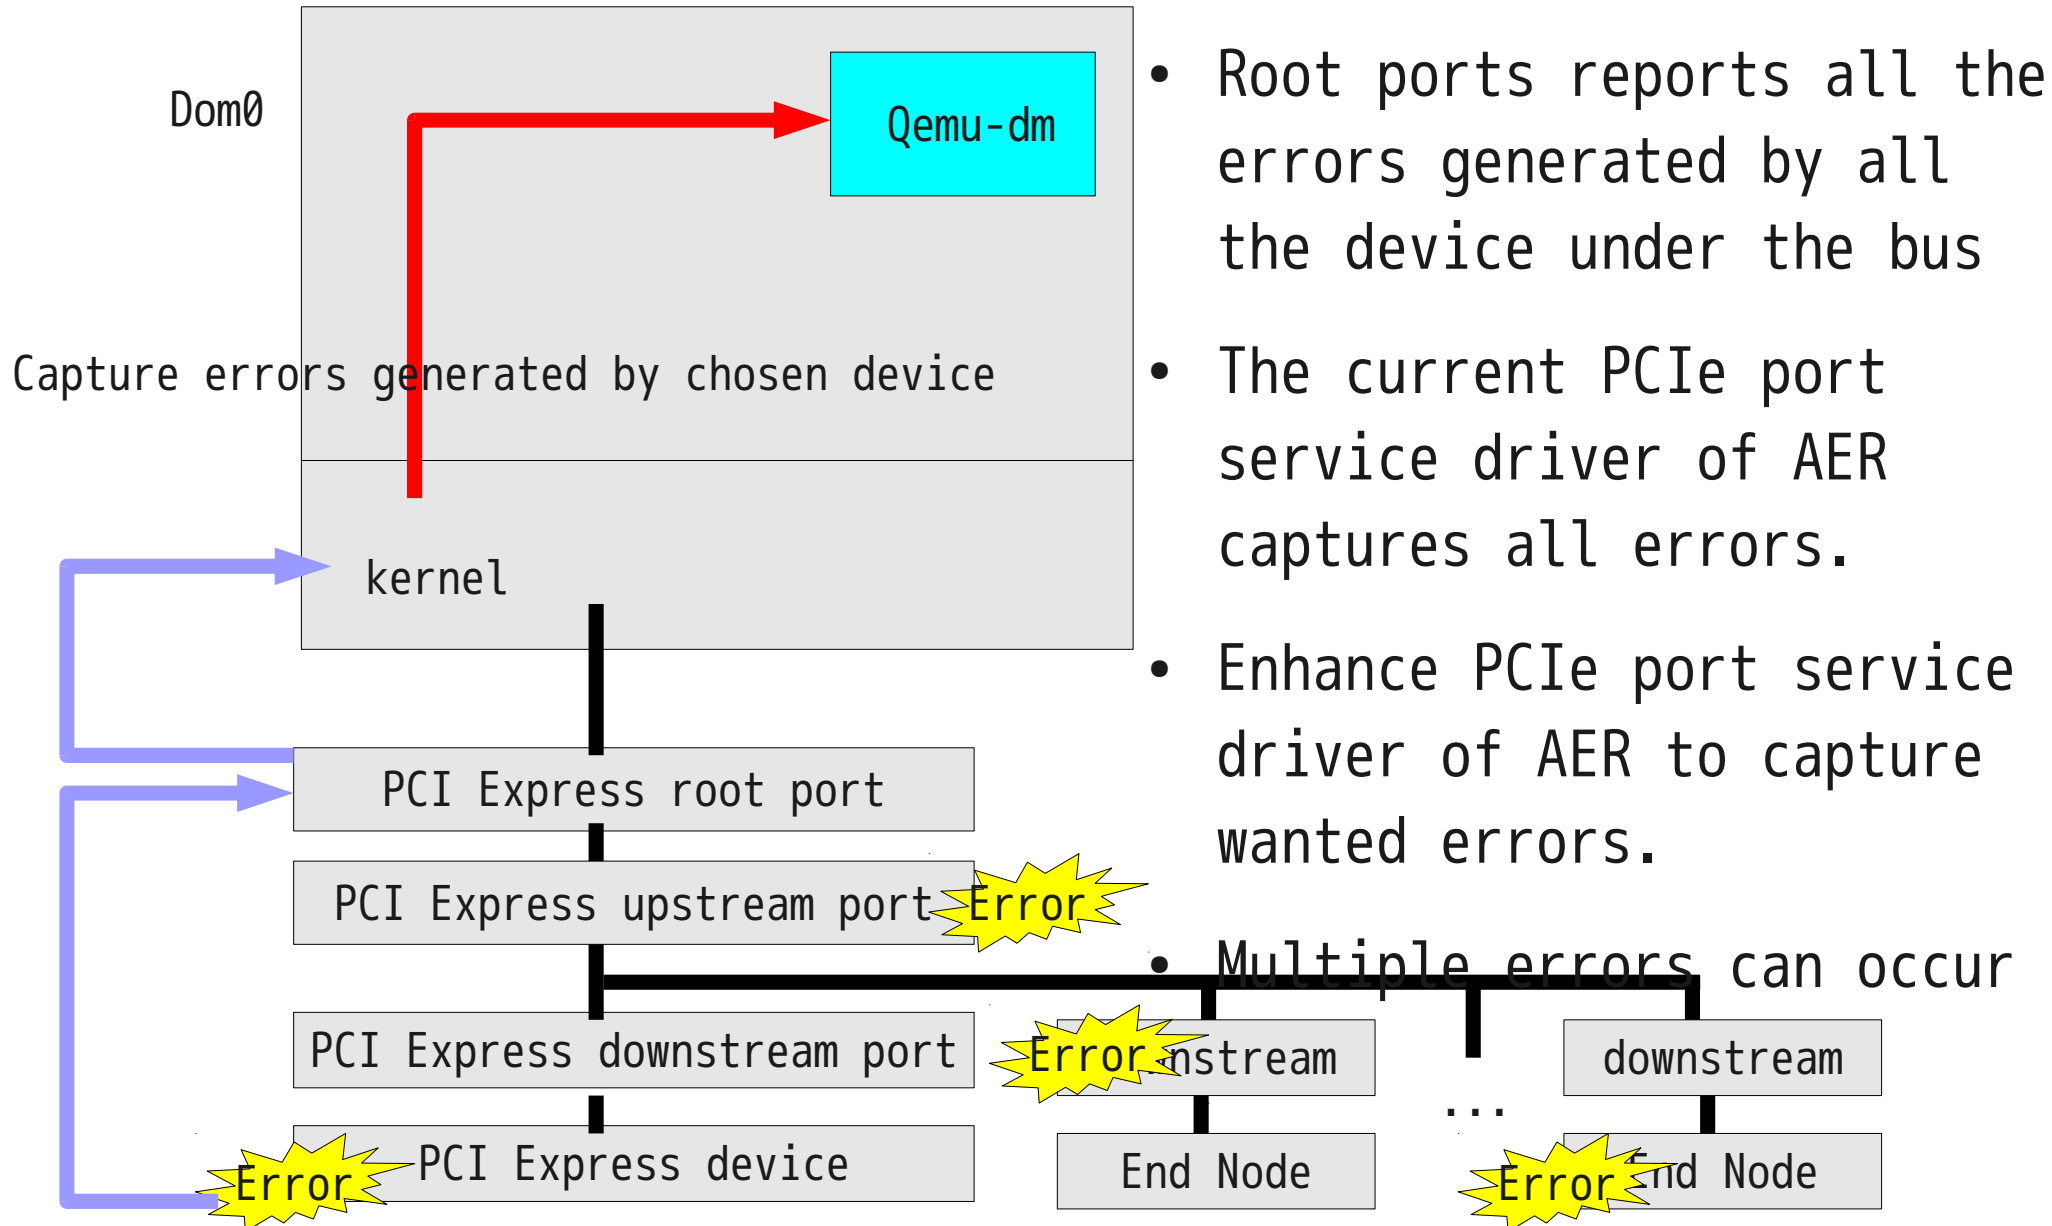 Dom0
Qemu-dm
Capture errors generated by chosen device
kernel
PCI Express root port
PCI Express upstream port
Error
PCI Express downstream port
Error
nstream
...
downstream
Error
PCI Express device
End Node
Error
nd Node
• Root ports reports all the
errors generated by all
the device under the bus
• The current PCIe port
service driver of AER
captures all errors.
• Enhance PCIe port service
driver of AER to capture
wanted errors.
• Multiple errors can occur